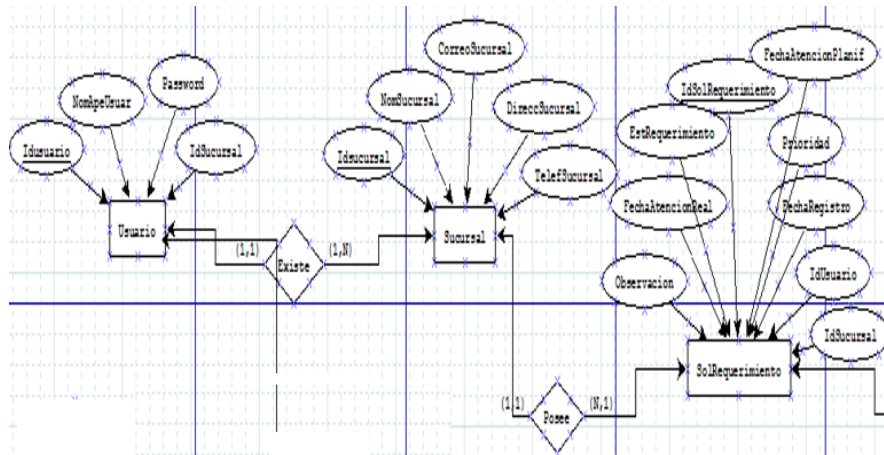 CorreoSucursal
FechaAtencionPlanif
Password
IdSolRequerimiento
NomApeUsuar
NomSucursal
DireccSucursal
EstRequerimiento
Prioridad
Idusuario
IdSucursal
Idsucursal
TelefSucursal
FechaAtencionReal
FechaRegistro
Usuario
Sucursal
(1,1)
Existe
(1,N)
Observacion
IdUsuario
IdSucursal
SolRequerimiento
(1,1)
Posee
(N,1)